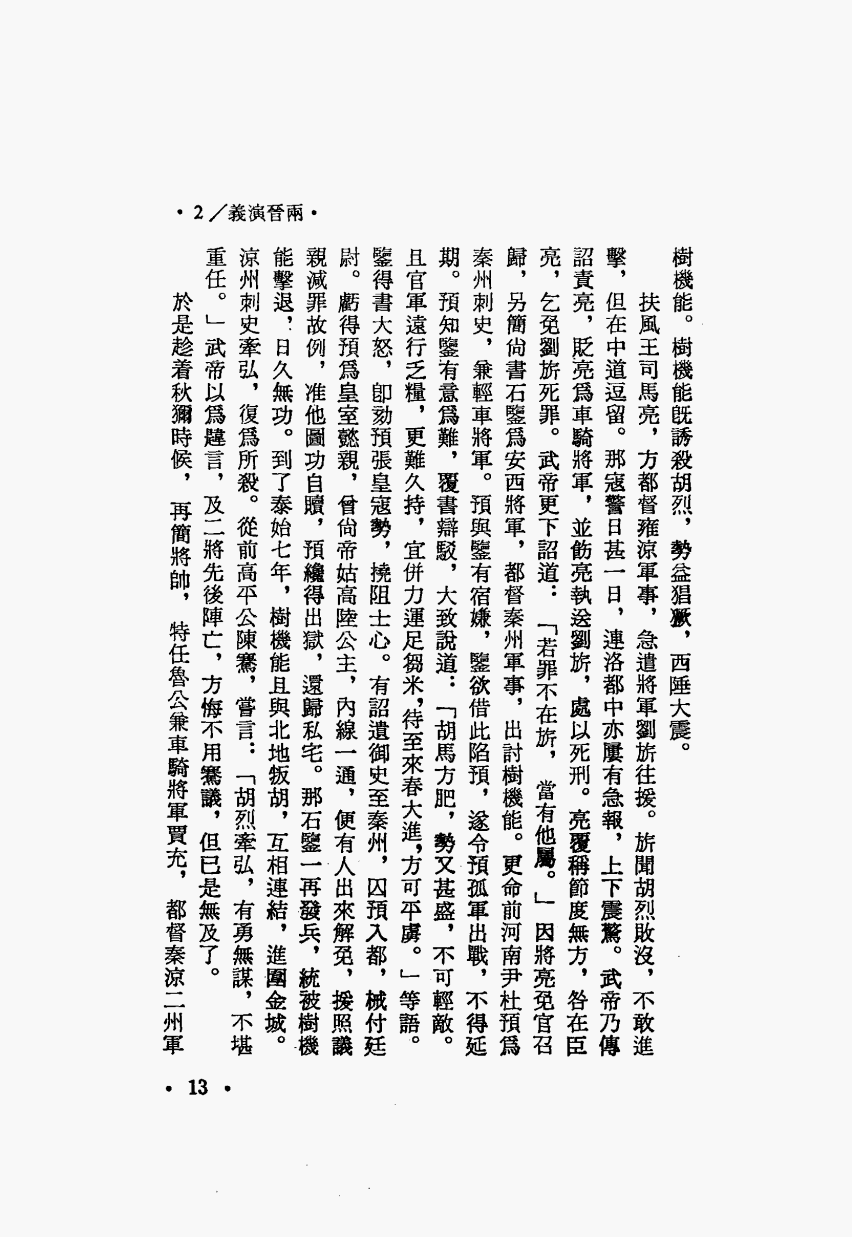 •兩晉演義／2•
樹機能。樹機能旣誘殺胡烈，勢益猖獗，西陲大震。
扶風王司馬亮，方都督雍涼軍事，急遣將軍劉旂往援。旂聞胡烈敗沒，不敢進
擊，但在中道逗留。那寇警日甚一日，連洛都中亦屢有急報，上下震驚。武帝乃傳
詔責亮，貶亮爲車騎將軍，並飭亮執送劉旂，處以死刑。亮覆稱節度無方，咎在臣
亮，乞免劉旂死罪。武帝更下詔道：「若罪不在旂，當有他屬。」因將亮免官召
歸，另簡尙書石鑒爲安西將軍，都督秦州軍事，出討樹機能。更命前河南尹杜預爲
秦州刺史，兼輕車將軍。預與鑒有宿嫌，鑒欲借此陷預，遂令預孤軍出戰，不得延
期。預知鑒有意爲難，覆書辯駁，大致說道：「胡馬方肥，勢又甚盛，不可輕敵。
且官軍遠行乏糧，更難久持，宜併力運足芻米，待至來春大進，方可平虜。」等語。
鑒得書大怒，卽劾預張皇寇勢，撓阻士心。有詔遣御史至秦州，囚預入都，械付廷
尉。虧得預爲皇室懿親，曾尙帝姑高陸公主，內線一通，便有人出來解免，援照議
親減罪故例，准他圖功自贖，預纔得出獄，還歸私宅。那石鑒一再發兵，統被樹機
能擊退，日久無功。到了泰始七年，樹機能且與北地叛胡，互相連結，進圍金城。
涼州刺史牽弘，復爲所殺。從前高平公陳騫，嘗言：「胡烈牽弘，有勇無謀，不堪
重任。」武帝以爲讆言，及二將先後陣亡，方悔不用騫議，但已是無及了。
於是趁着秋獮時候，再簡將帥，特任魯公兼車騎將軍賈充，都督秦涼二州軍
•13•